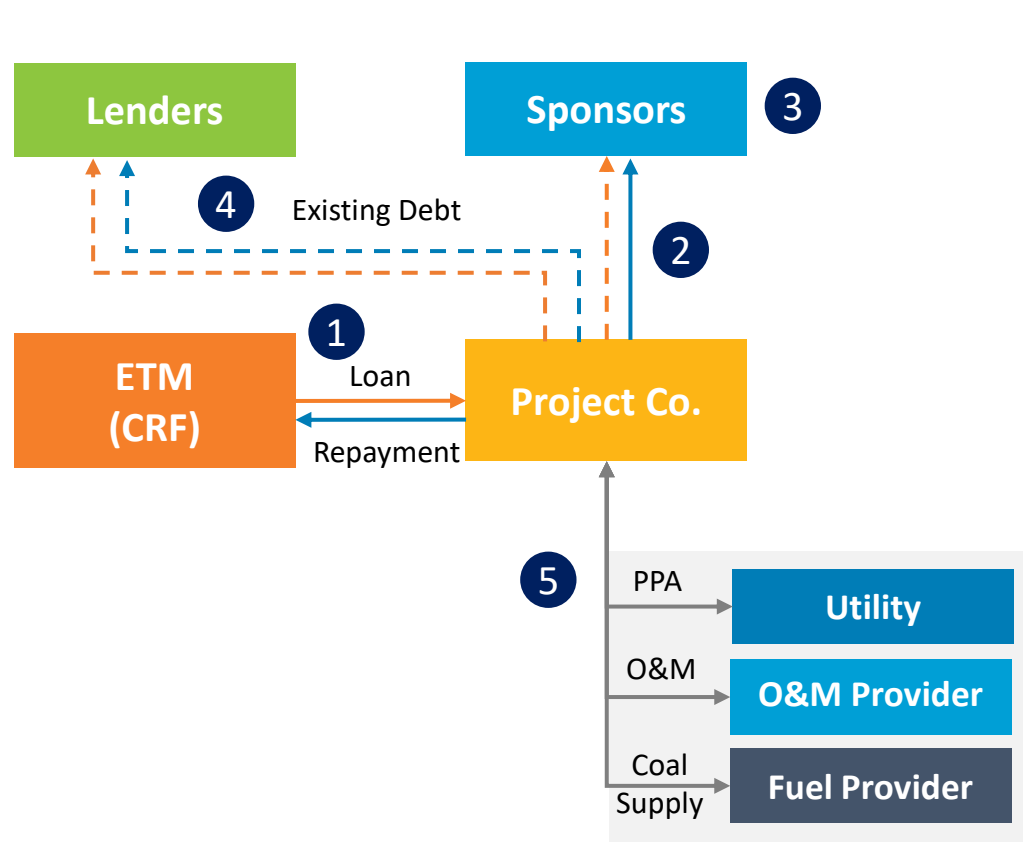 Lenders
Sponsors
3
4
Existing Debt
2
1
ETM
(CRF)
Loan
Repayment
Project Co.
5
PPA
Utility
O&M
O&M Provider
Coal
Supply
Fuel Provider